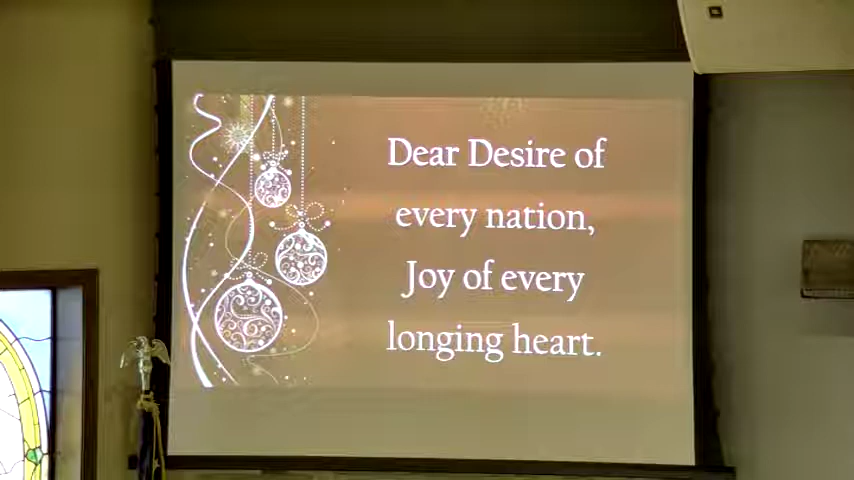 Dear Desire of
every nation,
Joy of every
longing heart.